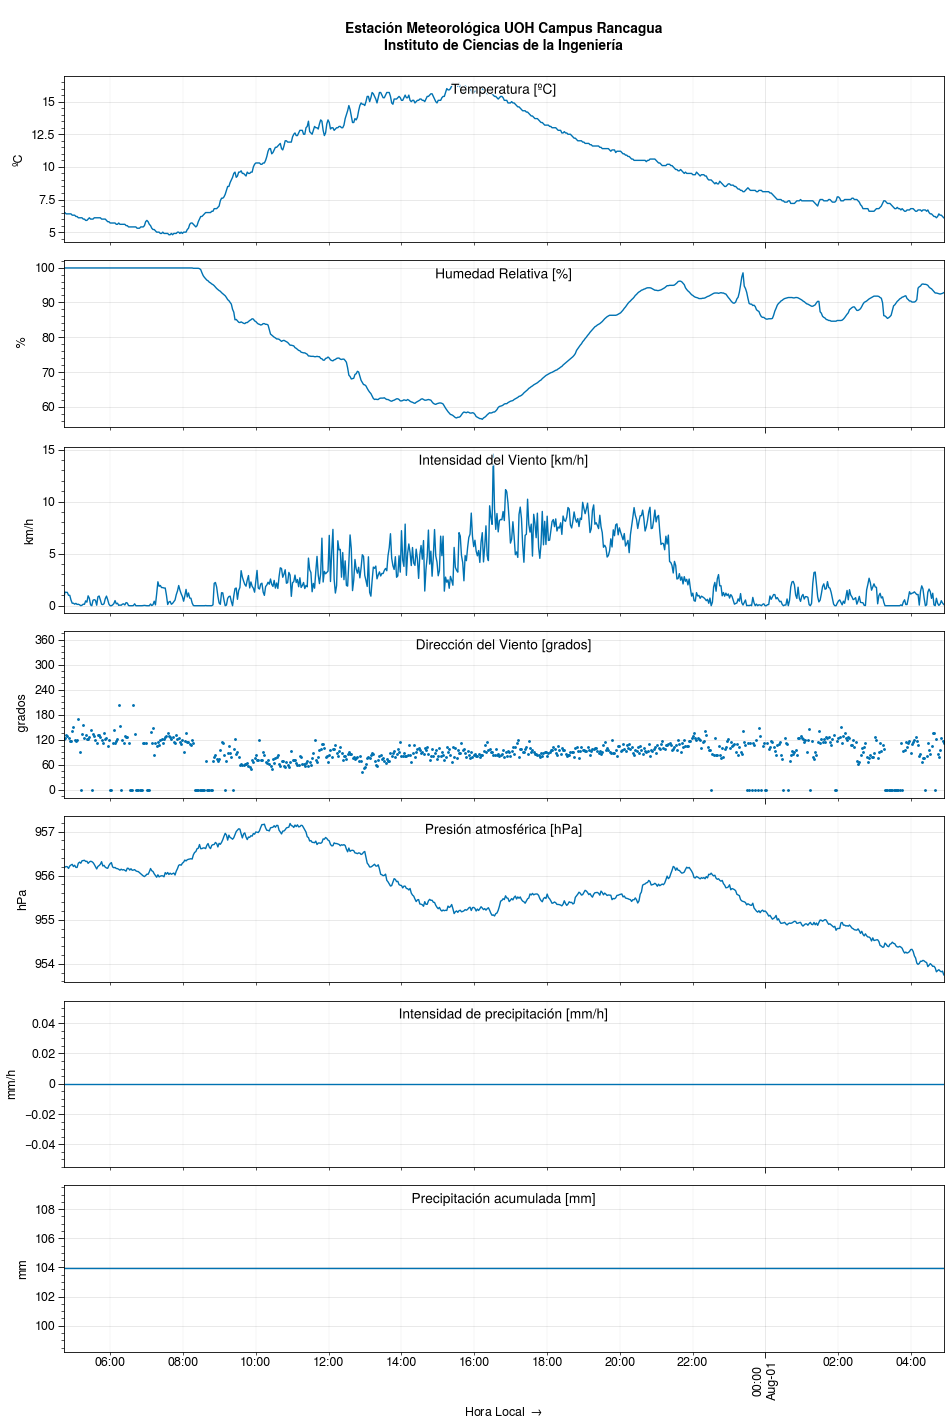 Estación Meteorológica UOH Campus Rancagua
Instituto de Ciencias de la Ingeniería
Temperatura [ºC]
ºC
15
12.5
10
7.5
5
Humedad Relativa [%]
%
100
90
80
70
60
Intensidad del Viento [km/h]
km/h
15
10
5
0
Dirección del Viento [grados]
grados
360
300
240
180
120
60
0
Presión atmosférica [hPa]
hPa
957
956
955
954
Intensidad de precipitación [mm/h]
mm/h
0.04
0.02
0
−0.02
−0.04
Precipitación acumulada [mm]
mm
108
106
104
102
100
06:00 08:00 10:00 12:00 14:00 16:00 18:00 20:00 22:00 00:00 02:00 04:00
Aug-01
Hora Local →